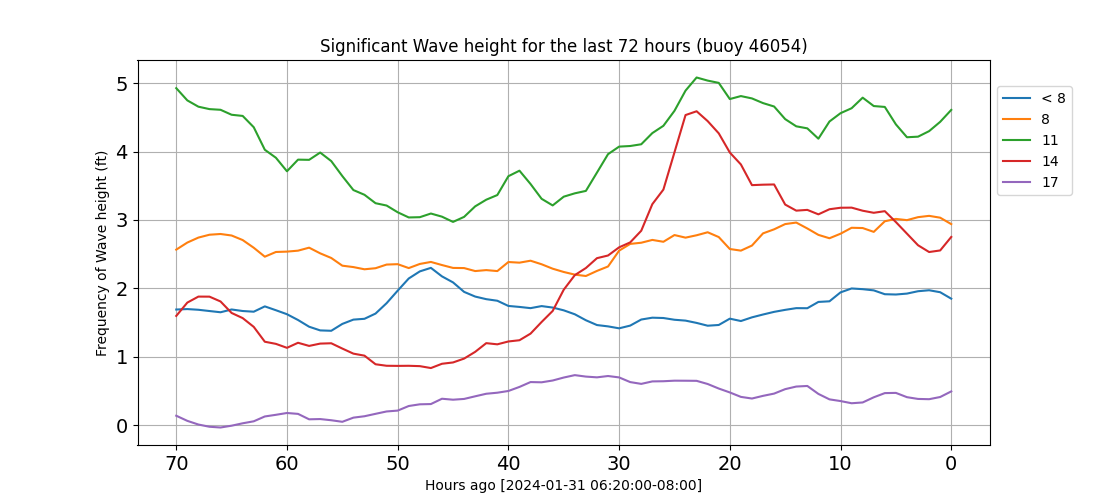 Significant Wave height for the last 72 hours (buoy 46054)
Frequency of Wave height (ft)
5
4
3
2
1
0
70 60 50 40 30 20 10 0
Hours ago [2024-01-31 06:20:00-08:00]
< 8
8
11
14
17